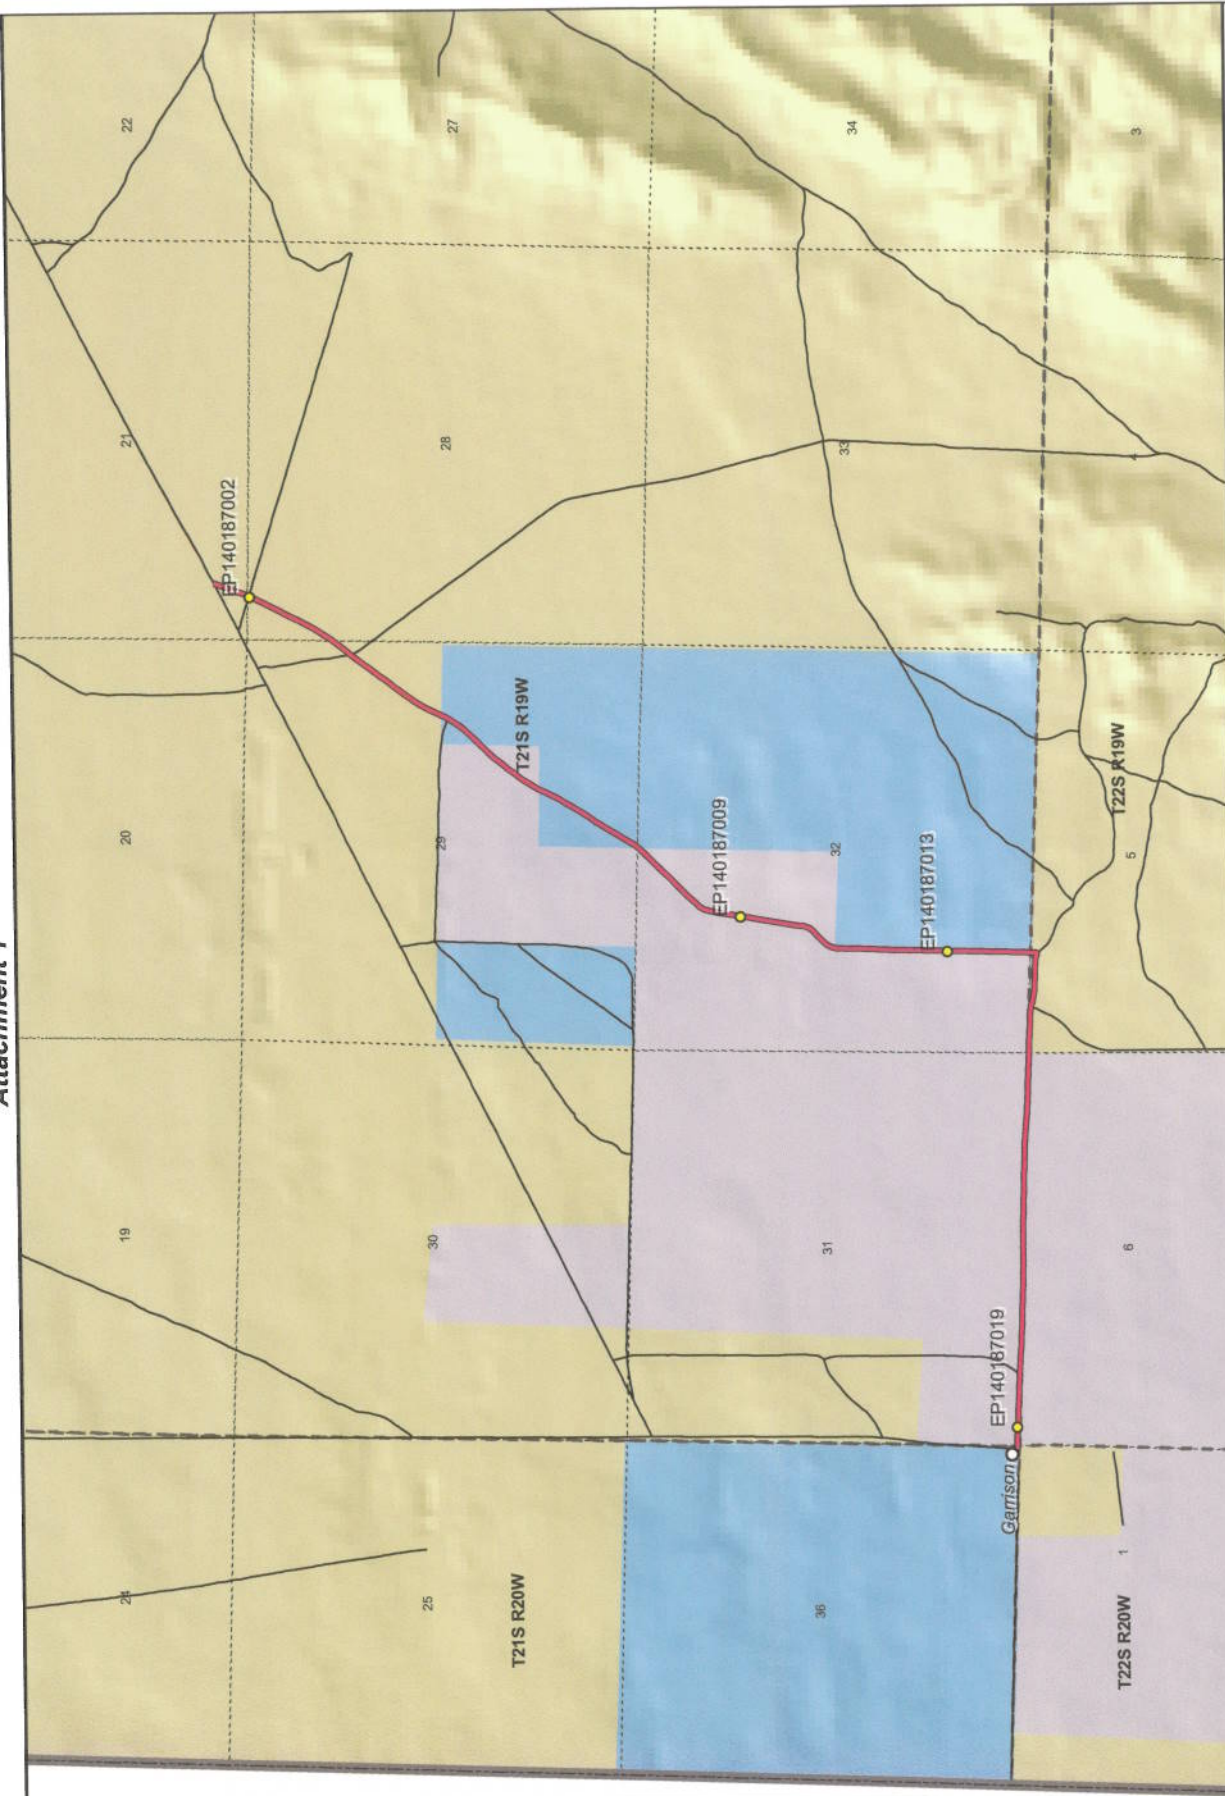 Attachment
24 19 20 21 22
EP140187002
25 30 29 28 27
T21S R20W T21S R19W
EP140187009
36 31 32 33 34
EP140187013
EP140187019
Garrison
T22S R20W T22S R19W
1 6 5 4 3